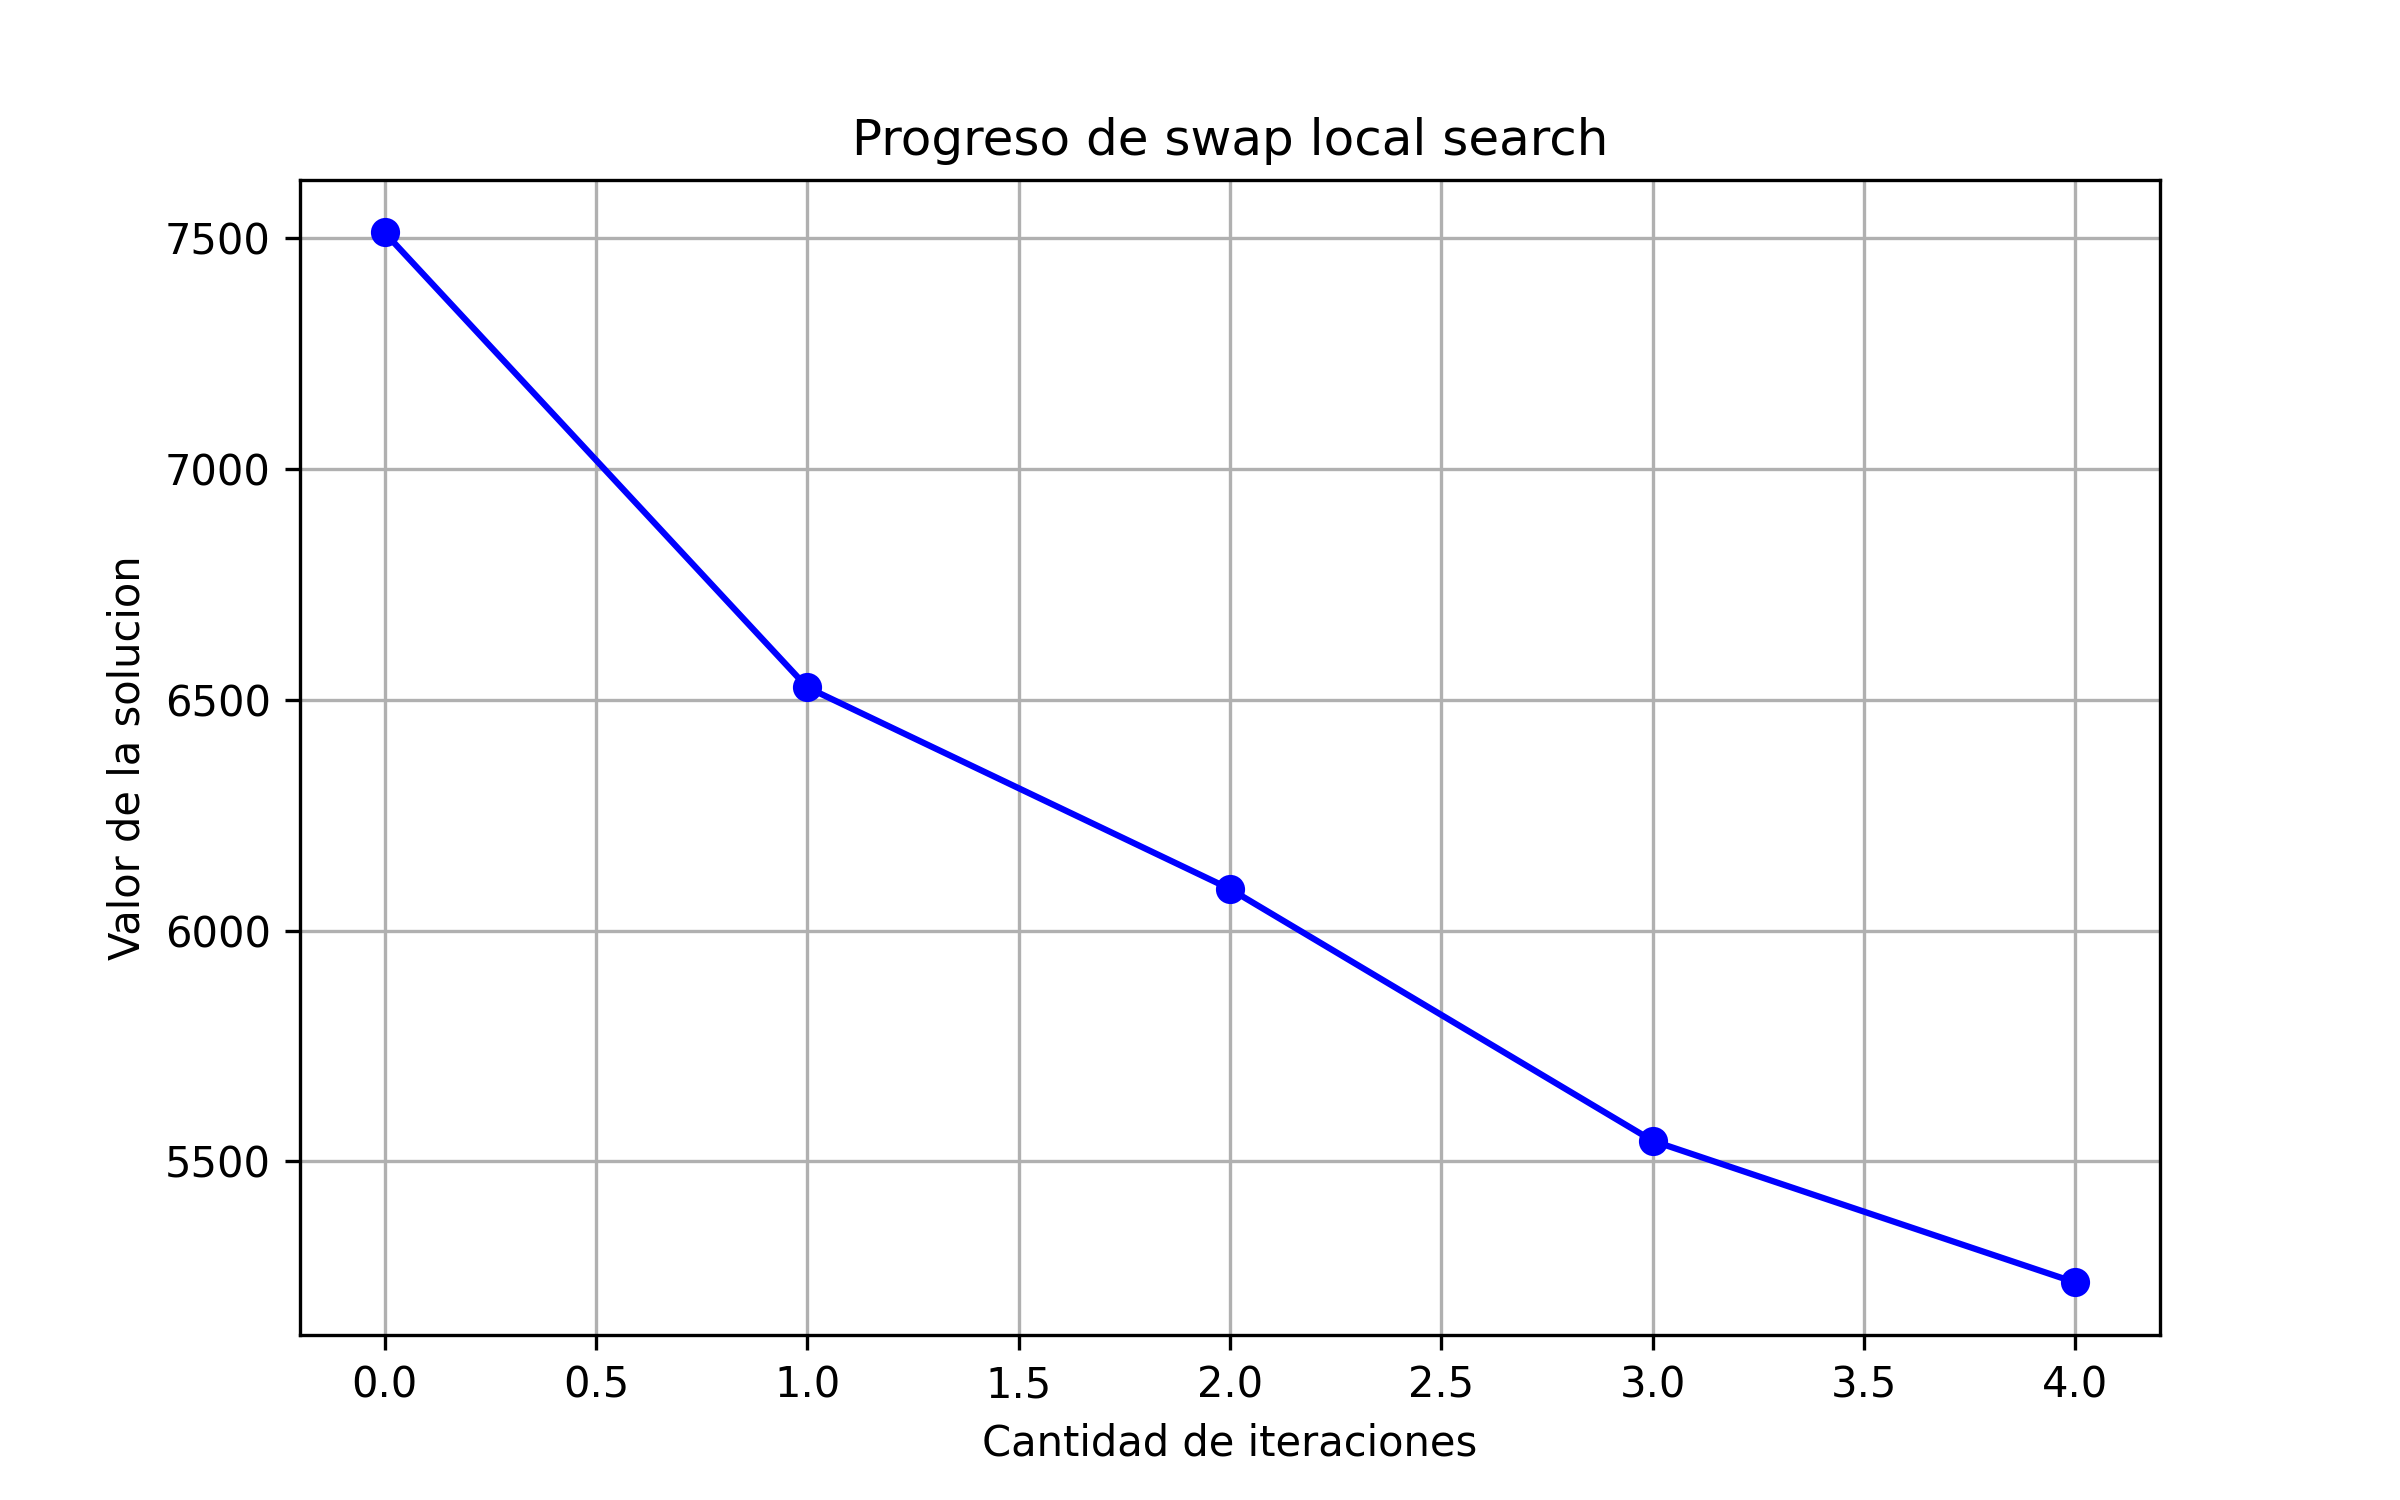 Progreso de swap local search
Valor de la solucion
7500
7000
6500
6000
5500
0.0 0.5 1.0 1.5 2.0 2.5 3.0 3.5 4.0
Cantidad de iteraciones